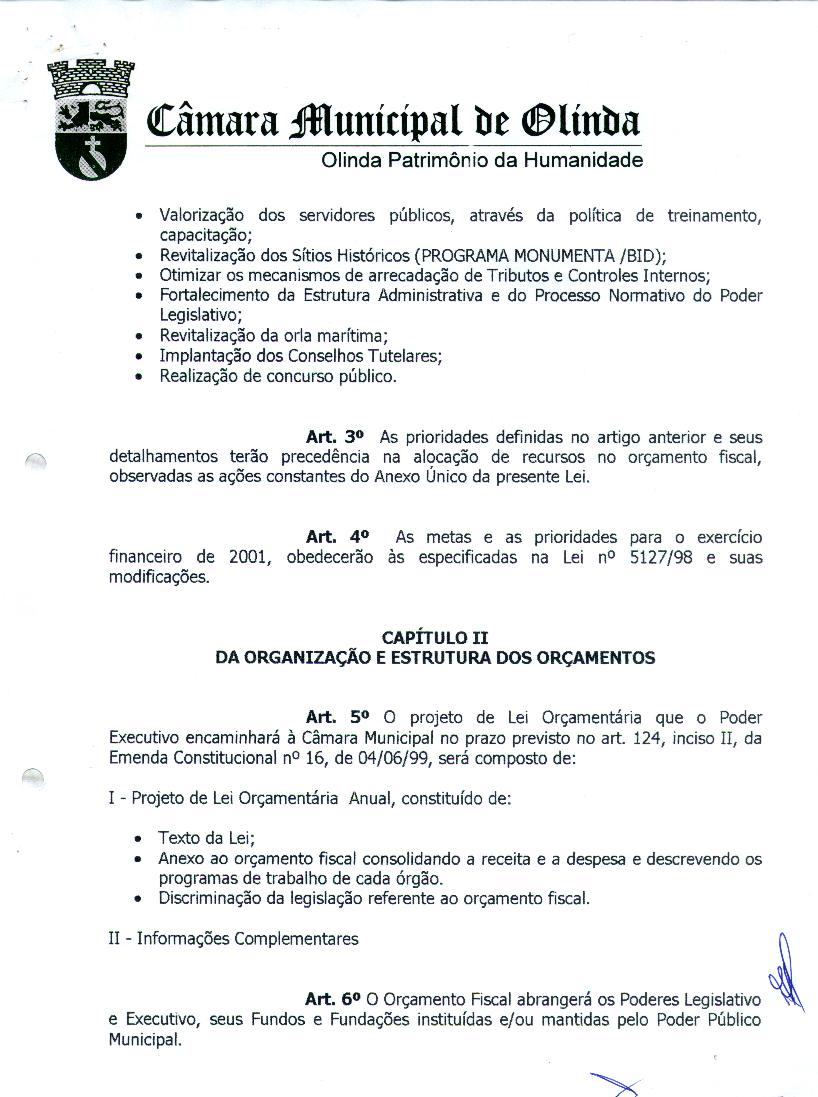 Câmara Municipal de Olinda
Olinda Patrimônio da Humanidade
• Valorização dos servidores públicos, através da política de treinamento,
capacitação;
• Revitalização dos Sítios Históricos (PROGRAMA MONUMENTA /BID);
• Otimizar os mecanismos de arrecadação de Tributos e Controles Internos;
• Fortalecimento da Estrutura Administrativa e do Processo Normativo do Poder
Legislativo;
• Revitalização da orla marítima;
• Implantação dos Conselhos Tutelares;
• Realização de concurso público.
Art. 3º As prioridades definidas no artigo anterior e seus
detalhamentos terão precedência na alocação de recursos no orçamento fiscal,
observadas as ações constantes do Anexo Único da presente Lei.
Art. 4º As metas e as prioridades para o exercício
financeiro de 2001, obedecerão às especificadas na Lei nº 5127/98 e suas
modificações.
CAPÍTULO II
DA ORGANIZAÇÃO E ESTRUTURA DOS ORÇAMENTOS
Art. 5º O projeto de Lei Orçamentária que o Poder
Executivo encaminhará à Câmara Municipal no prazo previsto no art. 124, inciso II, da
Emenda Constitucional nº 16, de 04/06/99, será composto de:
I - Projeto de Lei Orçamentária Anual, constituído de:
• Texto da Lei;
• Anexo ao orçamento fiscal consolidando a receita e a despesa e descrevendo os
programas de trabalho de cada órgão.
• Discriminação da legislação referente ao orçamento fiscal.
II - Informações Complementares
Art. 6º O Orçamento Fiscal abrangerá os Poderes Legislativo
e Executivo, seus Fundos e Fundações instituídas e/ou mantidas pelo Poder Público
Municipal.